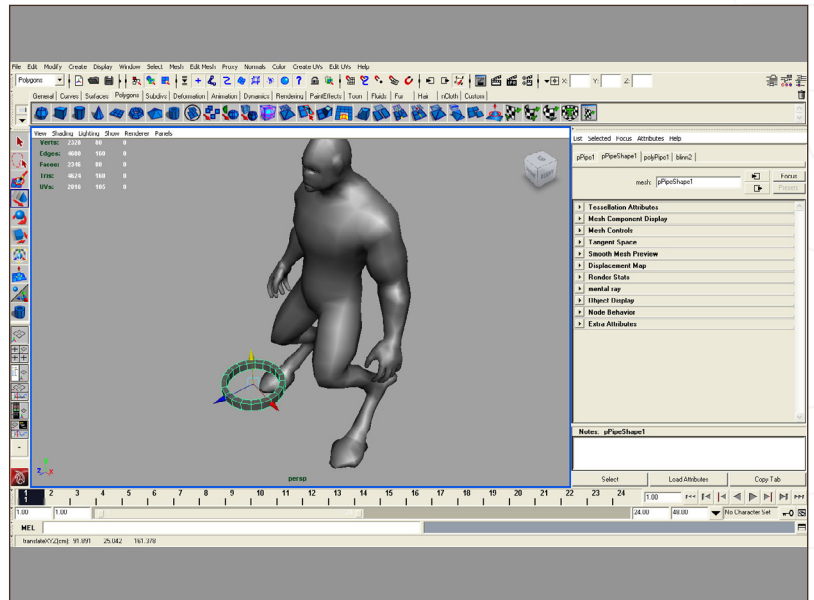 File Edit Modify Create Display Window Select Mesh Edit Mesh Proxy Normals Color Create UVs Edit UVs Help
Polygons X: Y: Z:
General Curves Surfaces Polygons Subdivs Deformation Animation Dynamics Rendering PaintEffects Toon Fluids Fur Hair nCloth Custom
View Shading Lighting Show Renderer Panels
List Selected Focus Attributes Help
Verts: 2328 80 0
Edges: 4600 160 0
Faces: 2346 80 0
Tris: 4624 160 0
UVs: 2016 105 0
pPipe1 pPipeShape1 polyPipe1 blinn2
mesh: pPipeShape1
Focus
Presets
Tessellation Attributes
Mesh Component Display
Mesh Controls
Tangent Space
Smooth Mesh Preview
Displacement Map
Render Stats
mental ray
Object Display
Node Behavior
Extra Attributes
Notes: pPipeShape1
y
z x
persp
Select Load Attributes Copy Tab
1 2 3 4 5 6 7 8 9 10 11 12 13 14 15 16 17 18 19 20 21 22 23 24 1.00
1.00 1.00 24.00 48.00 No Character Set
MEL
translateXYZ(cm): 91.891 25.042 161.378